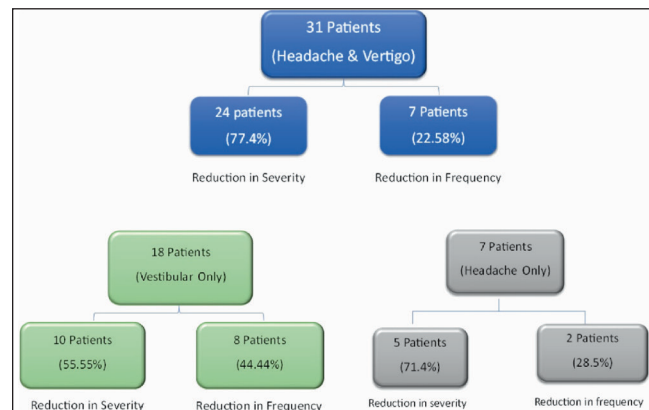 31 Patients
(Headache & Vertigo)
24 patients
(77.4%)
7 Patients
(22.58%)
Reduction in Severity
Reduction in Frequency
18 Patients
(Vestibular Only)
10 Patients
(55.55%)
8 Patients
(44.44%)
Reduction in Severity
Reduction in Frequency
7 Patients
(Headache Only)
5 Patients
(71.4%)
2 Patients
(28.5%)
Reduction in severity
Reduction in frequency